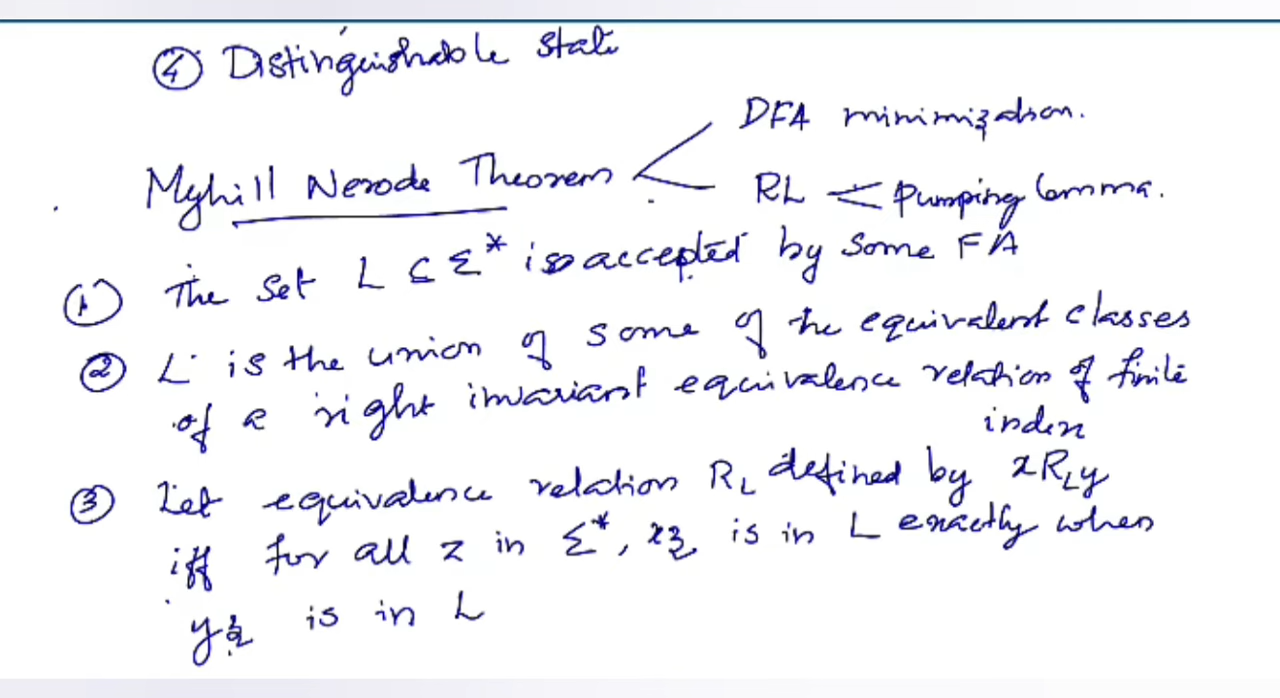 ④ Distinguishable State
Myhill Nerode Theorem < DFA minimization.
RL < Pumping lemma.
① The set L ⊆ Σ* is accepted by some FA
② L is the union of some of the equivalent classes
of a right invariant equivalence relation of finite
index
③ Let equivalence relation R_L defined by xR_Ly
iff for all z in Σ*, xz is in L exactly when
yz is in L